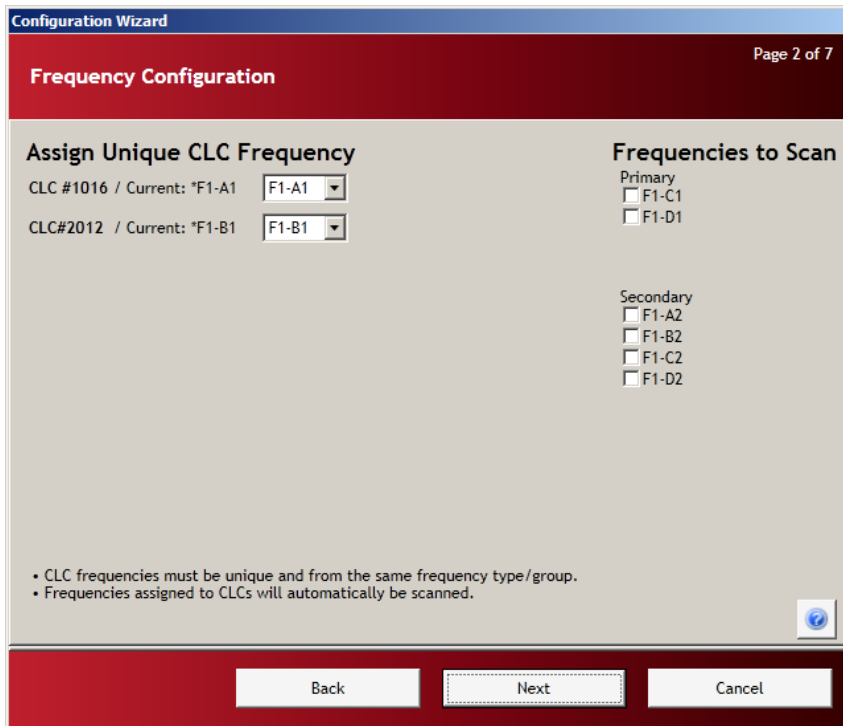 Configuration Wizard
Page 2 of 7
Frequency Configuration
Assign Unique CLC Frequency
CLC #1016 / Current: *F1-A1 F1-A1
CLC#2012 / Current: *F1-B1 F1-B1
Frequencies to Scan
Primary
F1-C1
F1-D1
Secondary
F1-A2
F1-B2
F1-C2
F1-D2
• CLC frequencies must be unique and from the same frequency type/group.
• Frequencies assigned to CLCs will automatically be scanned.
?
Back Next Cancel